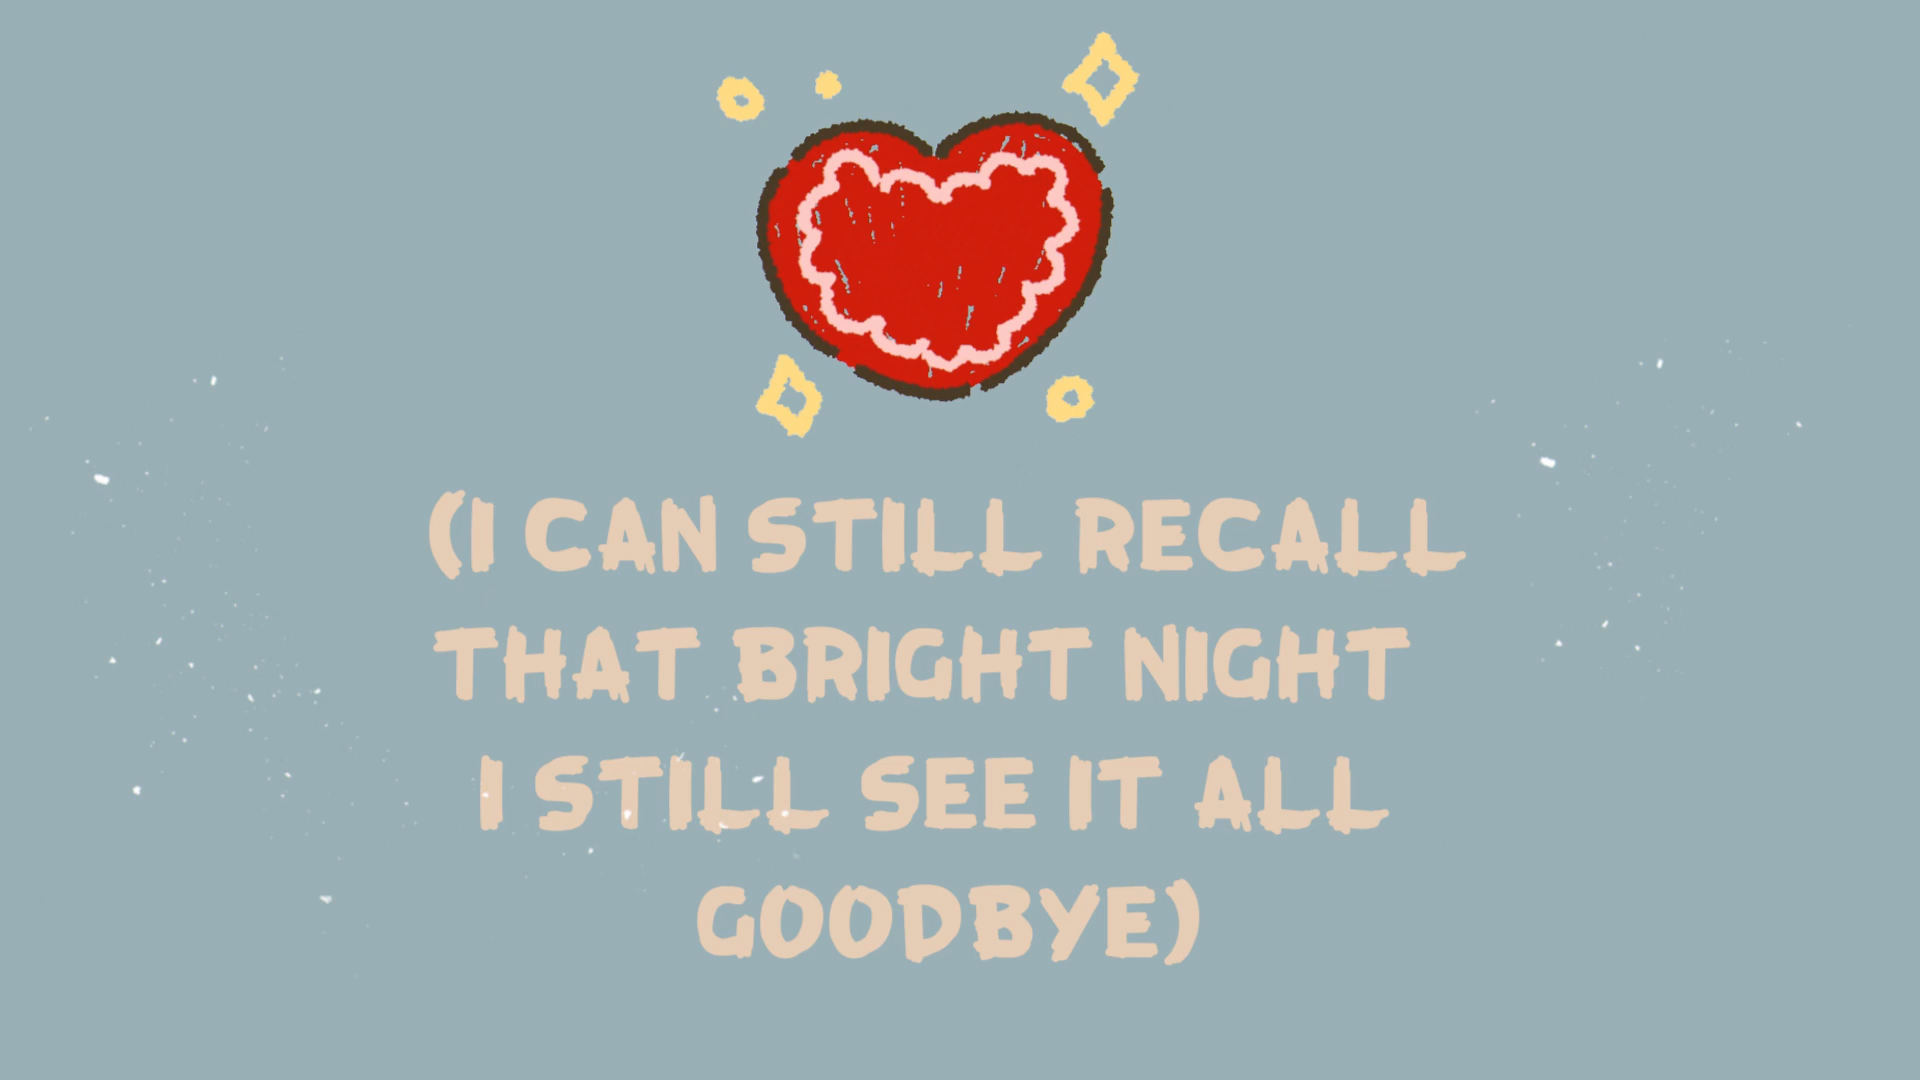 (I CAN STILL RECALL
THAT BRIGHT NIGHT
I STILL SEE IT ALL
GOODBYE)